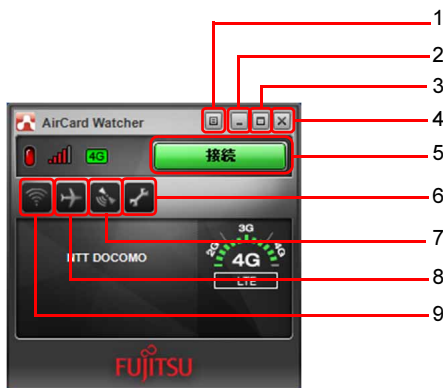 1
2
3
AirCard Watcher
4
4G
接続
5
6
7
NTT DOCOMO
2G
3G
4G
4G
LTE
8
9
FUJITSU